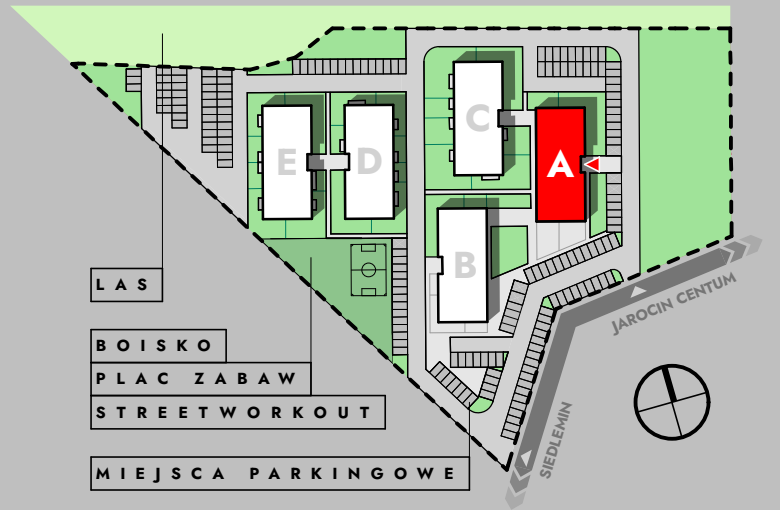 C
A
E
D
B
LAS
BOISKO
PLAC ZABAW
STREETWORKOUT
MIEJSCA PARKINGOWE
JAROCIN CENTUM
SIEDLEMIN